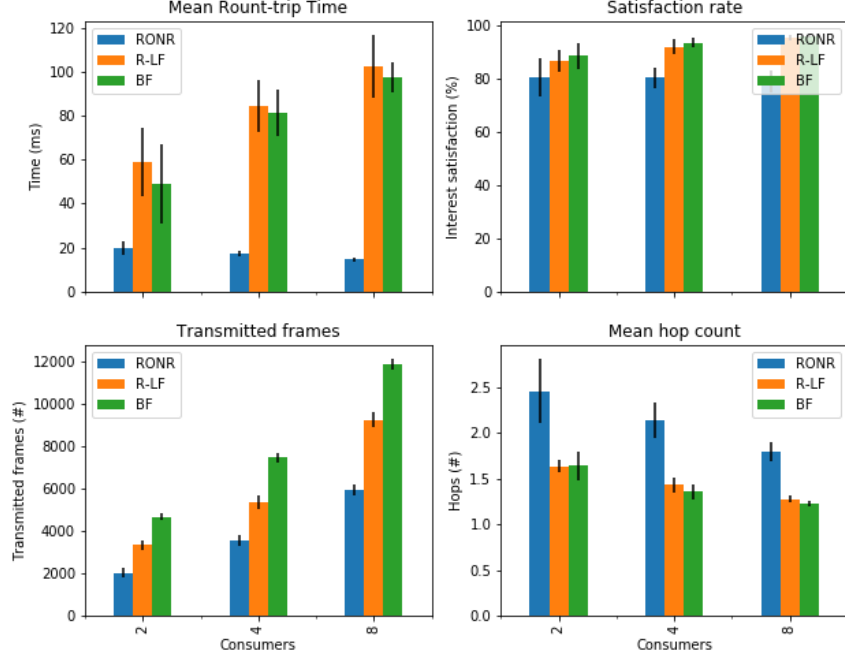 Mean Rount-trip Time
Time (ms)
120
100
80
60
40
20
0
RONR
R-LF
BF
Satisfaction rate
Interest satisfaction (%)
100
80
60
40
20
0
RONR
R-LF
BF
Transmitted frames
Transmitted frames (#)
12000
10000
8000
6000
4000
2000
0
RONR
R-LF
BF
2
4
8
Consumers
Mean hop count
Hops (#)
2.5
2.0
1.5
1.0
0.5
0.0
RONR
R-LF
BF
2
4
8
Consumers